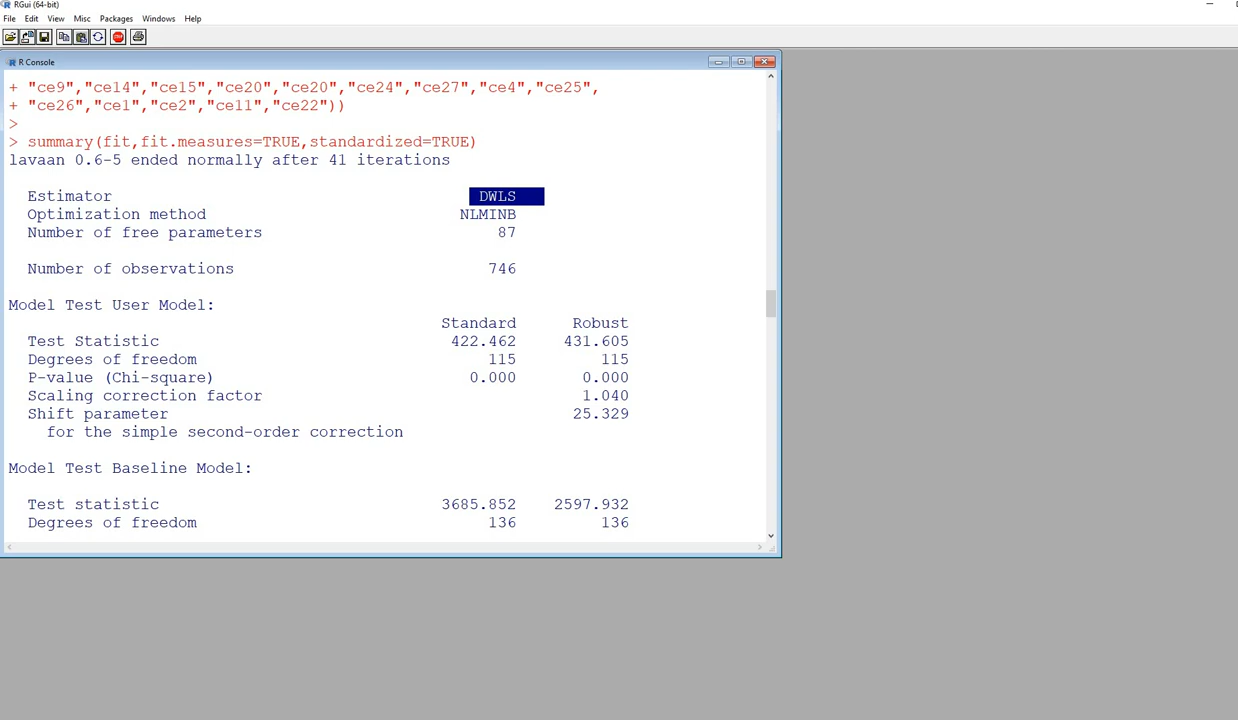 RGui (64-bit)
File Edit View Misc Packages Windows Help
STOP
R Console
+ "ce9","ce14","ce15","ce20","ce20","ce24","ce27","ce4","ce25",
+ "ce26","ce1","ce2","ce11","ce22"))
>
> summary(fit,fit.measures=TRUE,standardized=TRUE)
lavaan 0.6-5 ended normally after 41 iterations
Estimator DWLS
Optimization method NLMINB
Number of free parameters 87
Number of observations 746
Model Test User Model:
Standard Robust
Test Statistic 422.462 431.605
Degrees of freedom 115 115
P-value (Chi-square) 0.000 0.000
Scaling correction factor 1.040
Shift parameter 25.329
for the simple second-order correction
Model Test Baseline Model:
Test statistic 3685.852 2597.932
Degrees of freedom 136 136